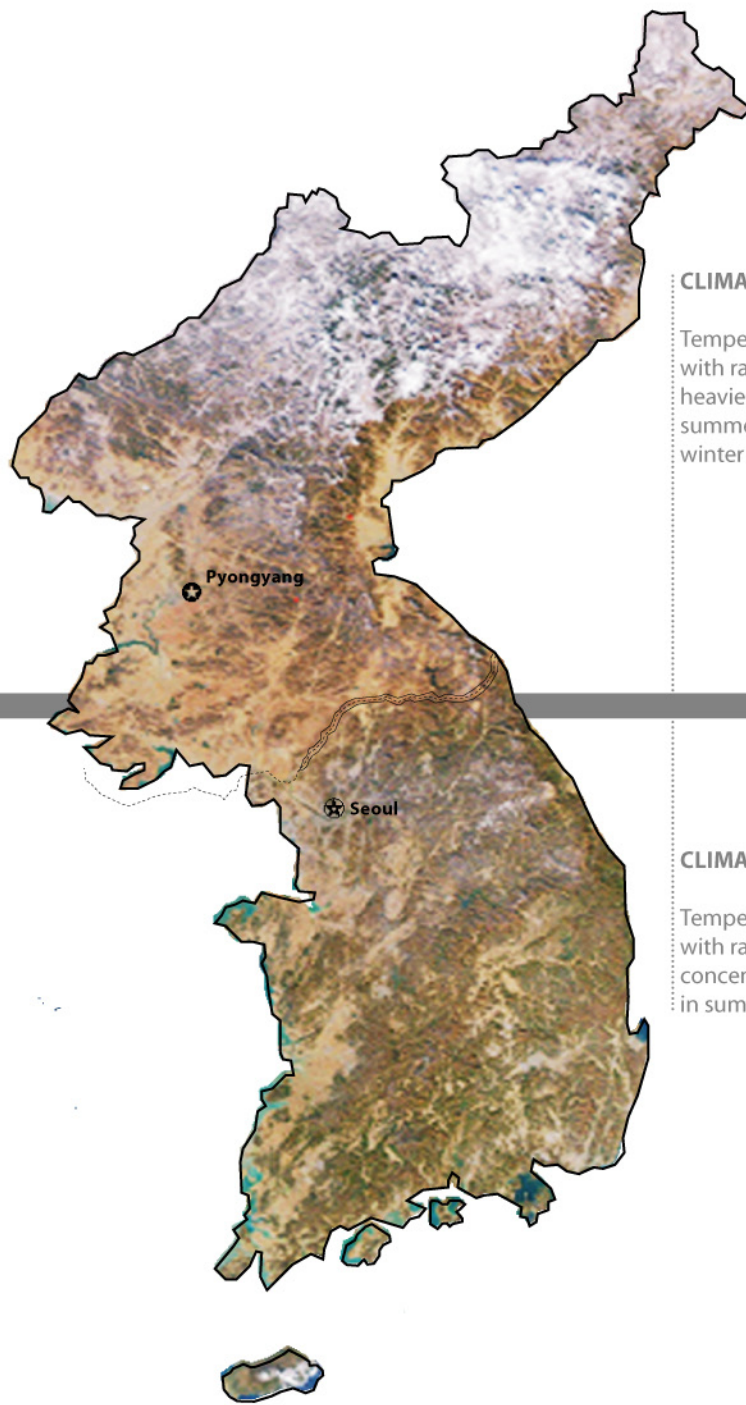 CLIMA
Tempe
with ra
heavie
summe
winter
Pyongyang
Seoul
CLIMA
Tempe
with ra
concen
in sum